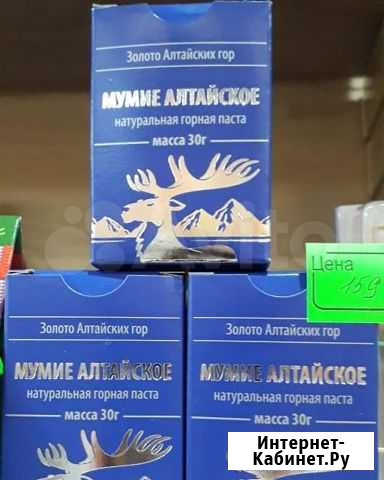 Золото Алтайских гор
МУМИЕ АЛТАЙСКОЕ
натуральная горная паста
масса 30г
Цена
159
Золото Алтайских гор
МУМИЕ АЛТАЙСКОЕ
натуральная горная паста
масса 30г
Золото Алтайских гор
МУМИЕ АЛТАЙСКОЕ
натуральная горная паста
масса 30г
Интернет-
Кабинет.Ру